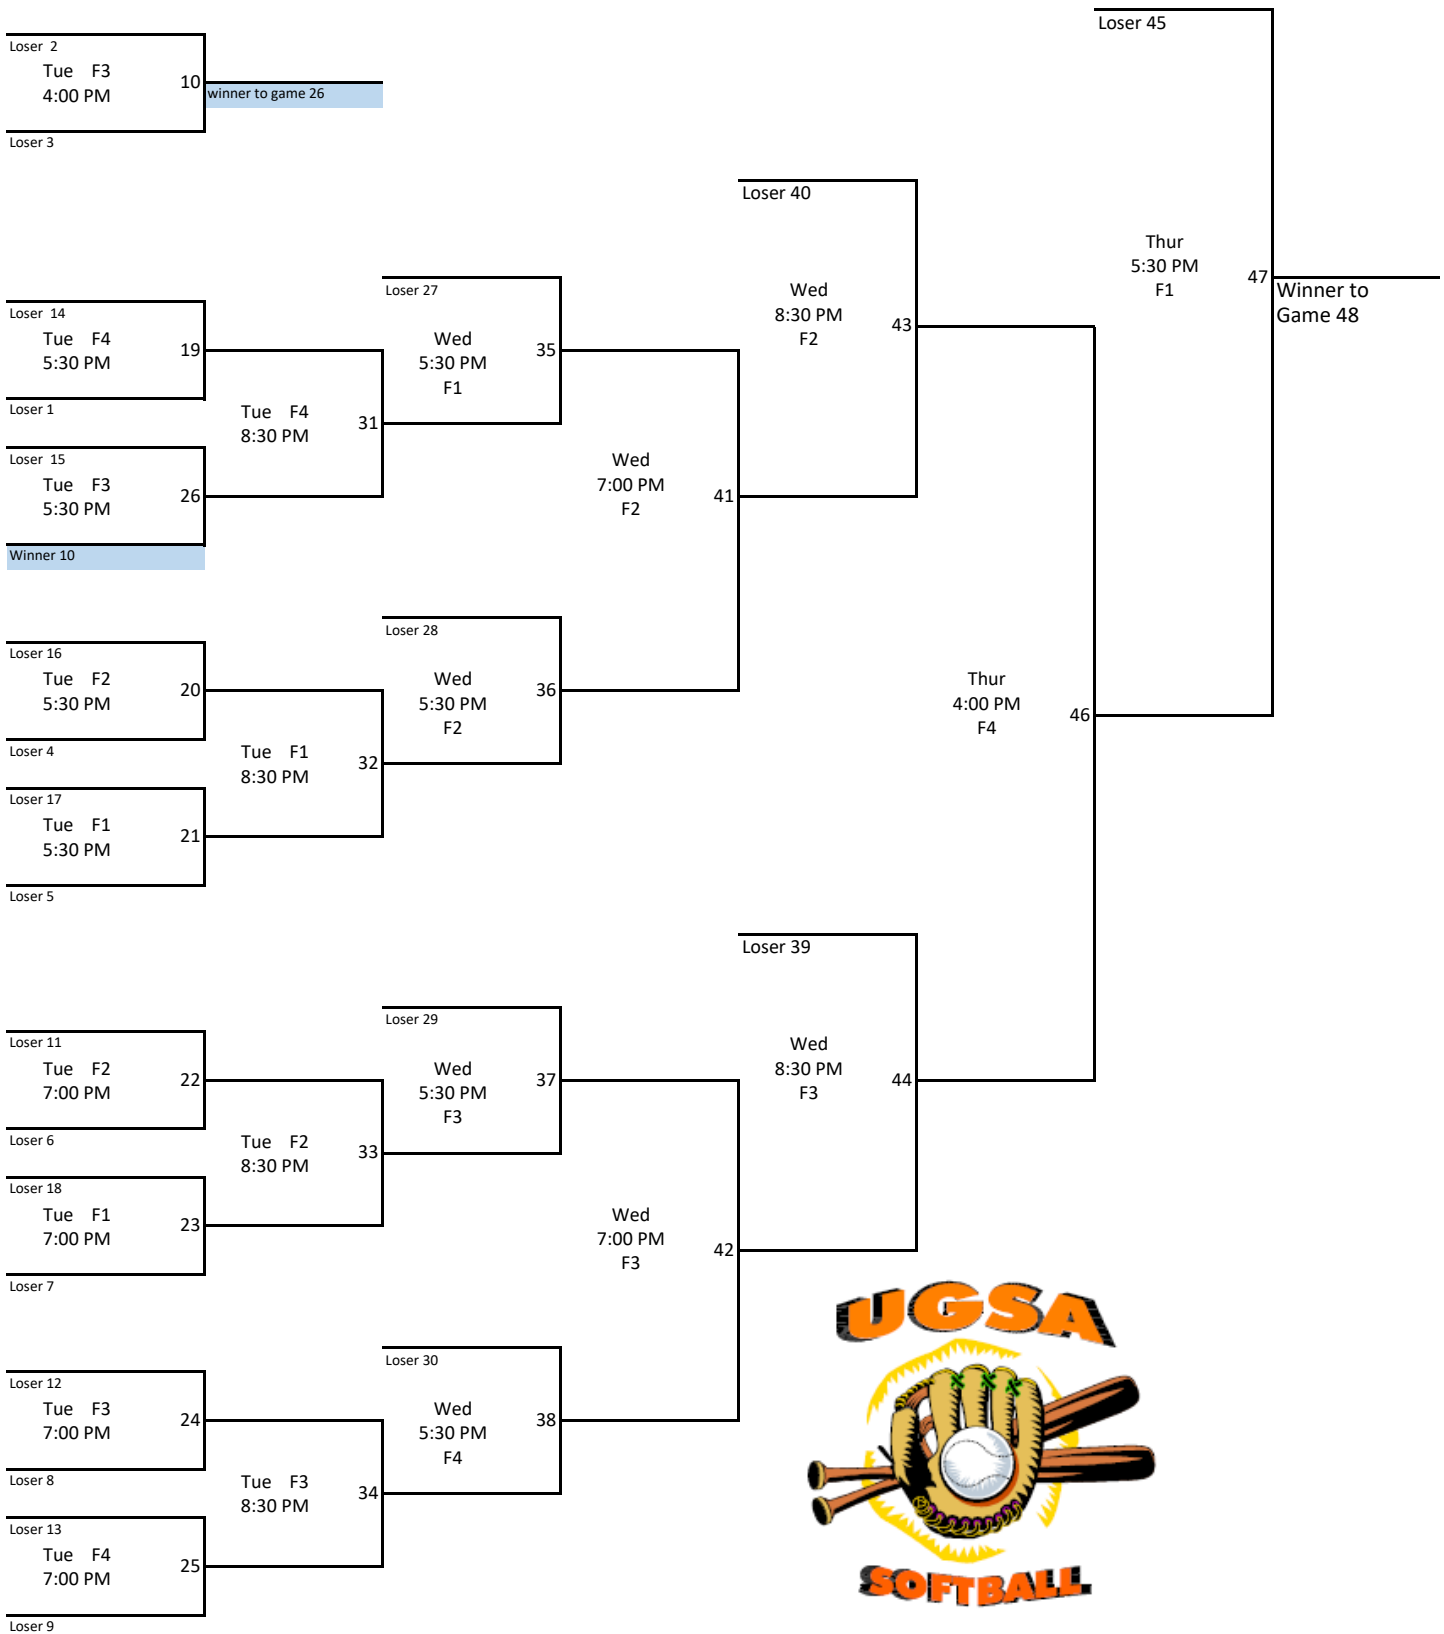 Loser 45
Loser 2
Tue F3
4:00 PM
10
winner to game 26
Loser 3
Loser 40
Thur
5:30 PM
F1
47
Winner to
Game 48
Loser 27
Wed
8:30 PM
F2
43
Loser 14
Tue F4
5:30 PM
19
Wed
5:30 PM
F1
35
Loser 1
Tue F4
8:30 PM
31
Loser 15
Tue F3
5:30 PM
26
Wed
7:00 PM
F2
41
Winner 10
Loser 28
Loser 16
Tue F2
5:30 PM
20
Wed
5:30 PM
F2
36
Thur
4:00 PM
F4
46
Loser 4
Tue F1
8:30 PM
32
Loser 17
Tue F1
5:30 PM
21
Loser 5
Loser 39
Loser 29
Loser 11
Tue F2
7:00 PM
22
Wed
5:30 PM
F3
37
Wed
8:30 PM
F3
44
Loser 6
Tue F2
8:30 PM
33
Loser 18
Tue F1
7:00 PM
23
Wed
7:00 PM
F3
42
Loser 7
UGSA
Loser 30
Loser 12
Tue F3
7:00 PM
24
Wed
5:30 PM
F4
38
Loser 8
Tue F3
8:30 PM
34
Loser 13
Tue F4
7:00 PM
25
SOFTBALL
Loser 9